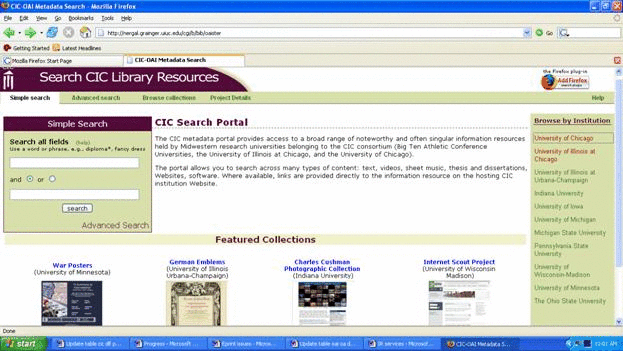 CIC-OAI Metadata Search - Mozilla Firefox
File Edit View Go Bookmarks Tools Help
http://nergal.grainger.uiuc.edu/cgi/b/bib/oaister
Go
Getting Started Latest Headlines
Mozilla Firefox Start Page CIC-OAI Metadata Search
CIC
Search CIC Library Resources
the Firefox plug-in
Add Firefox
Simple search Advanced search Browse collections Project Details Help
Simple Search
Search all fields (help)
Use a word or phrase, e.g., diploma*, fancy dress
and or
search
Advanced Search
CIC Search Portal
The CIC metadata portal provides access to a broad range of noteworthy and often singular information resources
held by Midwestern research universities belonging to the CIC consortium (Big Ten Athletic Conference
Universities, the University of Illinois at Chicago, and the University of Chicago).
The portal allows you to search across many types of content: text, videos, sheet music, thesis and dissertations,
Websites, software. Where available, links are provided directly to the information resource on the hosting CIC
institution Website.
Browse by Institution
University of Chicago
University of Illinois at
Chicago
University of Illinois at
Urbana-Champaign
Indiana University
University of Iowa
University of Michigan
Michigan State University
Pennsylvania State
University
University of
Wisconsin-Madison
University of Minnesota
The Ohio State University
Featured Collections
War Posters
(University of Minnesota)
German Emblems
(University of Illinois
Urbana-Champaign)
Charles Cushman
Photographic Collection
(Indiana University)
Internet Scout Project
(University of Wisconsin
Madison)
Done
start
Update table cc dlf p...
Progress - Microsoft ...
Eprint issues - Micros...
Update table sai sa d...
IR services - Microsof...
CIC-OAI Metadata S...